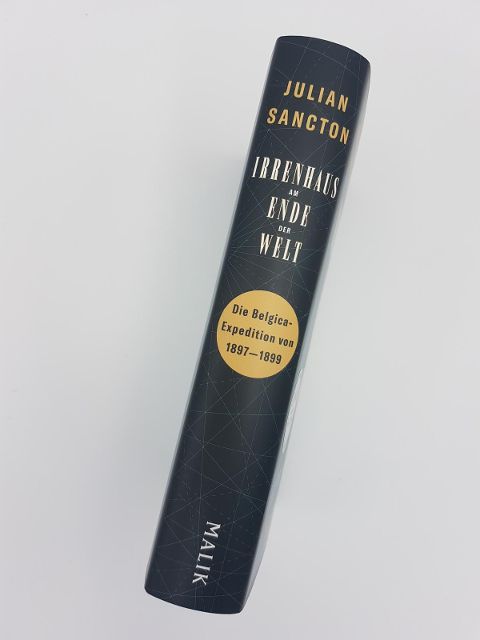 JULIAN
SANCTON
IRRENHAUS
AM
ENDE
DER
WELT
Die Belgica-
Expedition von
1897–1899
MALIK